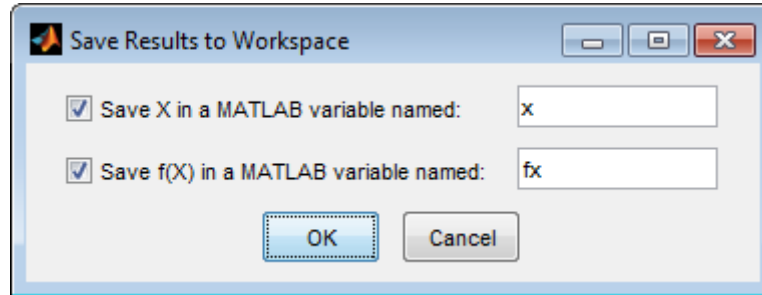 Save Results to Workspace
Save X in a MATLAB variable named: x
Save f(X) in a MATLAB variable named: fx
OK Cancel